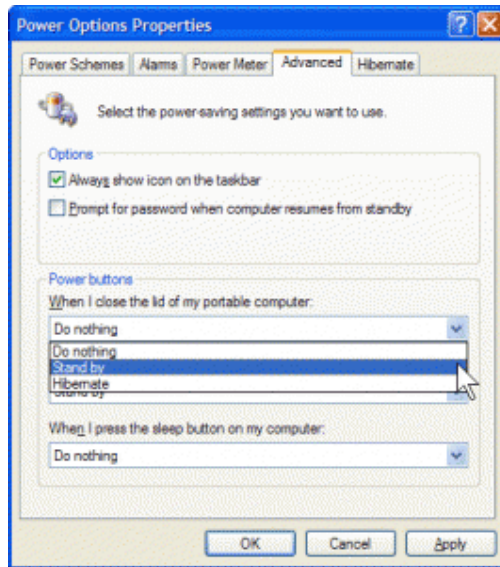 Power Options Properties
Power Schemes Alarms Power Meter Advanced Hibernate
Select the power-saving settings you want to use.
Options
Always show icon on the taskbar
Prompt for password when computer resumes from standby
Power buttons
When I close the lid of my portable computer:
Do nothing
Do nothing
Stand by
Hibernate
Stand by
When I press the sleep button on my computer:
Do nothing
OK Cancel Apply